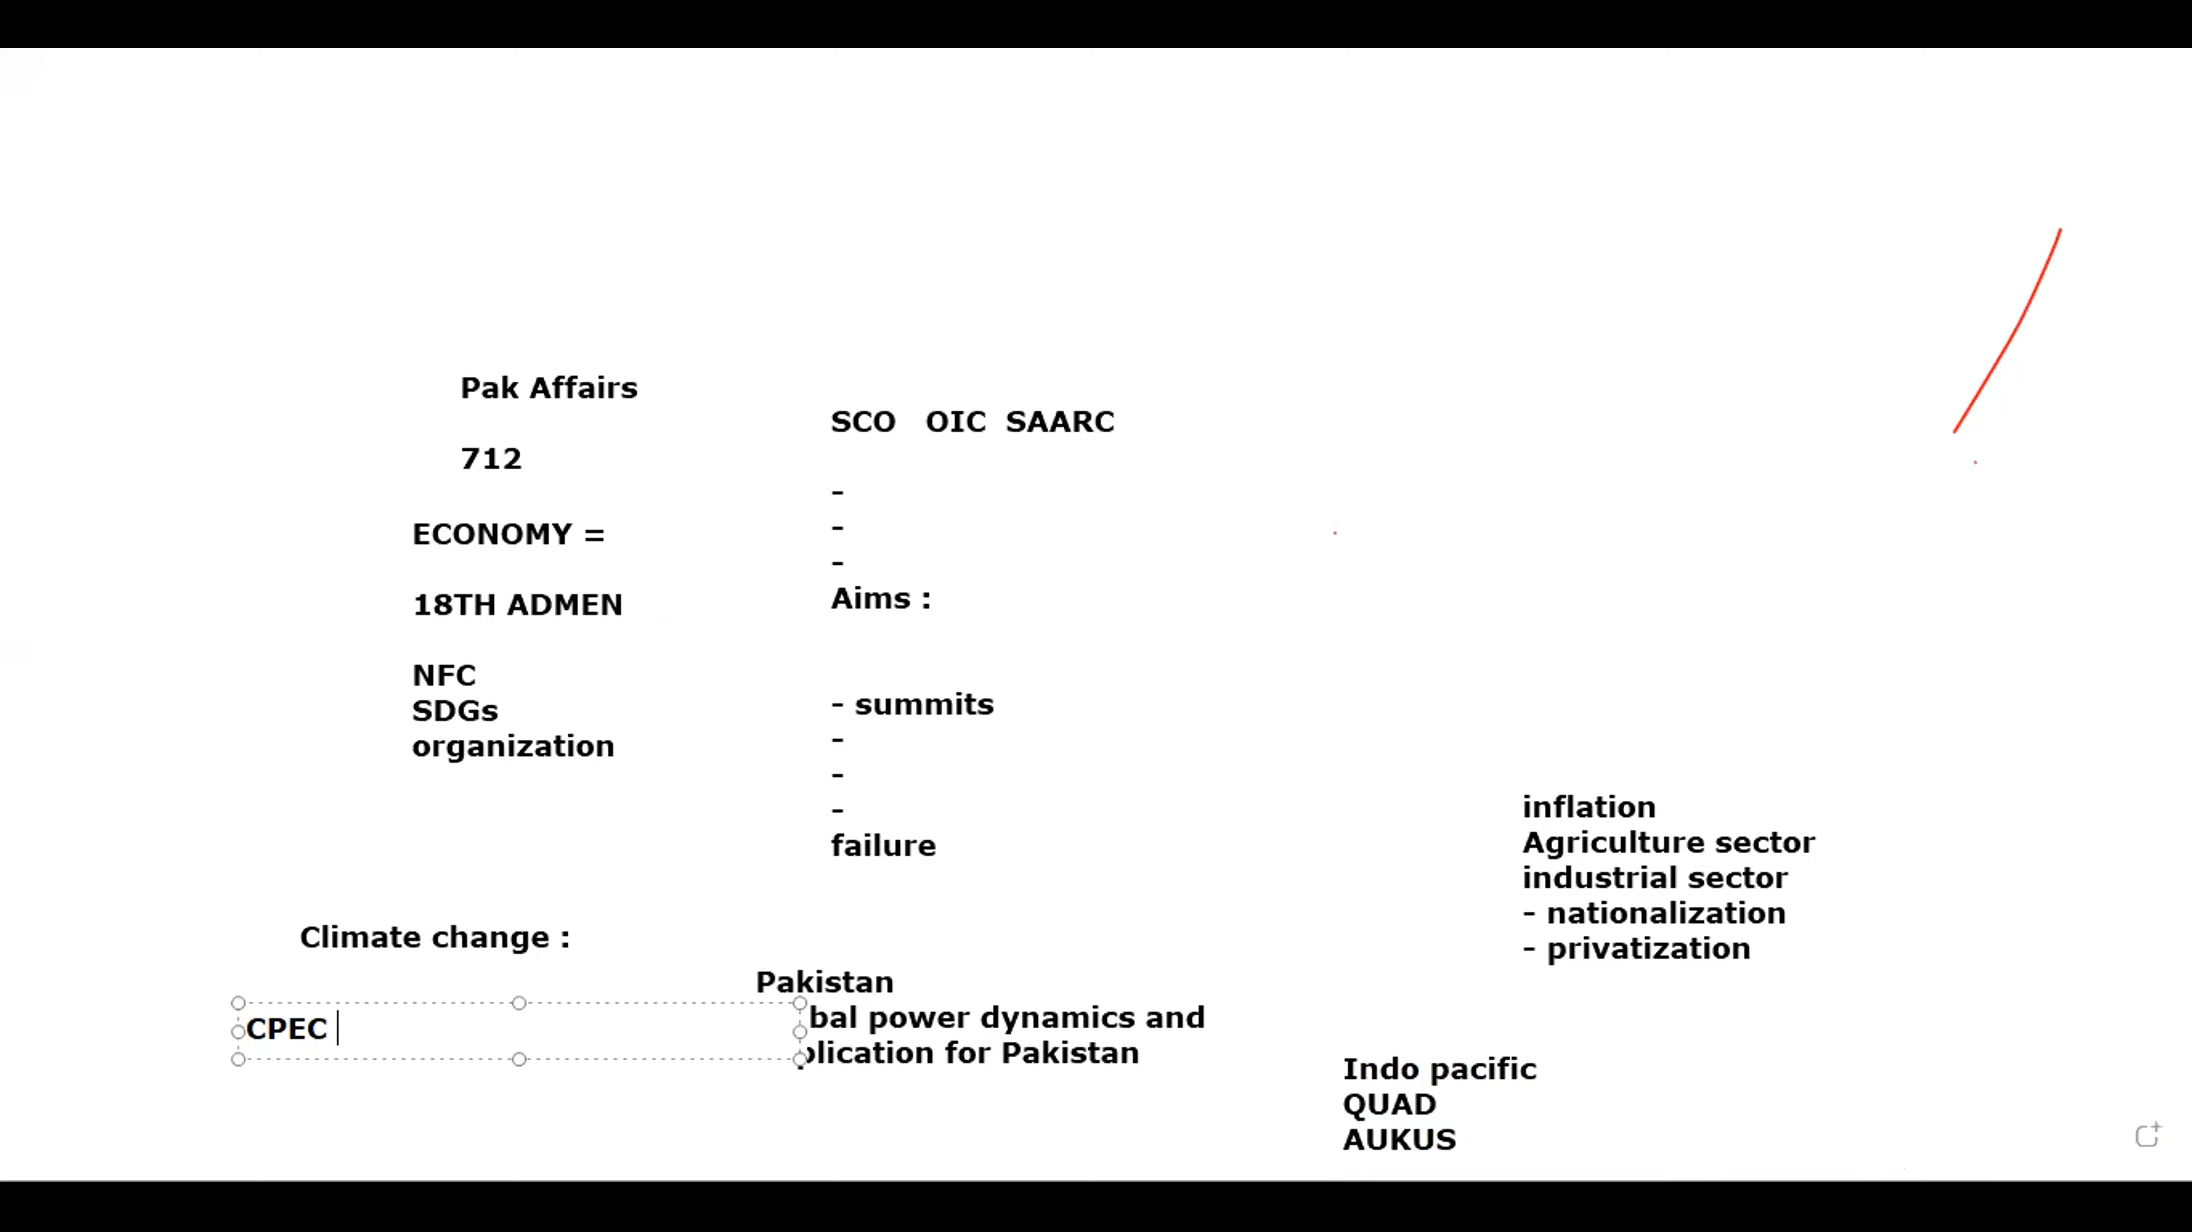 Pak Affairs
712
ECONOMY =
18TH ADMEN
NFC
SDGs
organization
SCO   OIC  SAARC
-
-
-
Aims :
- summits
-
-
-
failure
inflation
Agriculture sector
industrial sector
- nationalization
- privatization
Climate change :
CPEC
Pakistan
bal power dynamics and
plication for Pakistan
Indo pacific
QUAD
AUKUS